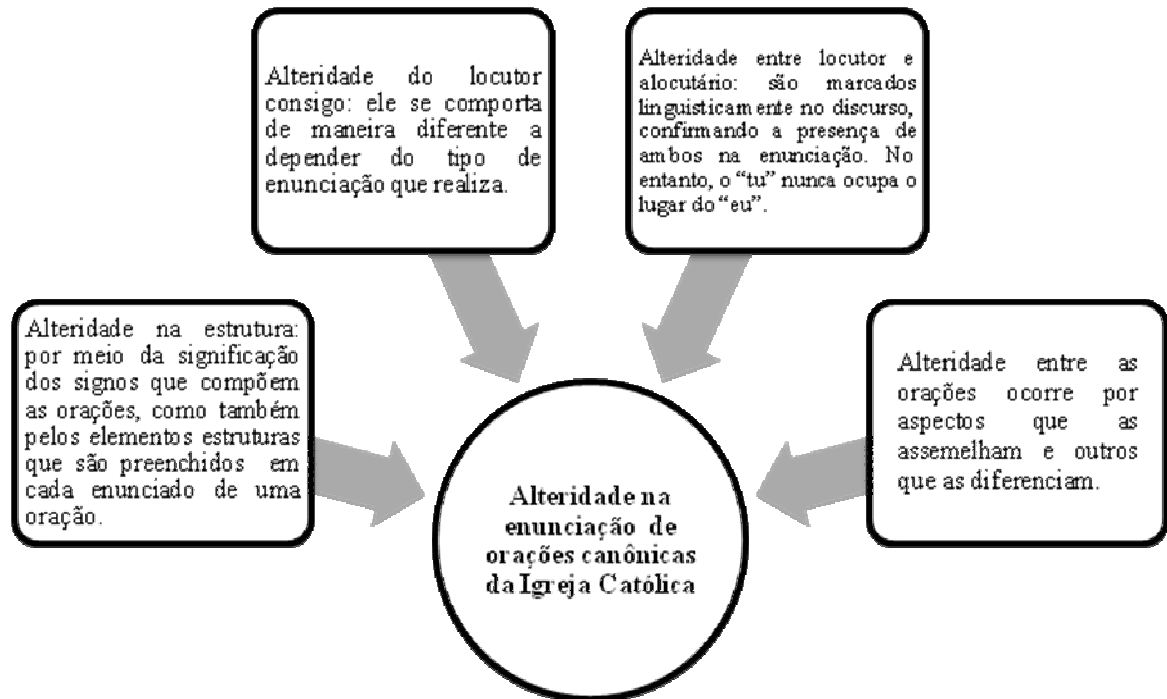 Alteridade do locutor
consigo: ele se comporta
de maneira diferente a
depender do tipo de
enunciação que realiza.
Alteridade entre locutor e
alocutário: são marcados
linguisticamente no discurso,
confirmando a presença de
ambos na enunciação. No
entanto, o “tu” nunca ocupa o
lugar do “eu”.
Alteridade na estrutura:
por meio da significação
dos signos que compõem
as orações, como também
pelos elementos estruturas
que são preenchidos em
cada enunciado de uma
oração.
Alteridade entre as
orações ocorre por
aspectos que as
assemelham e outros
que as diferenciam.
Alteridade na
enunciação de
orações canônicas
da Igreja Católica